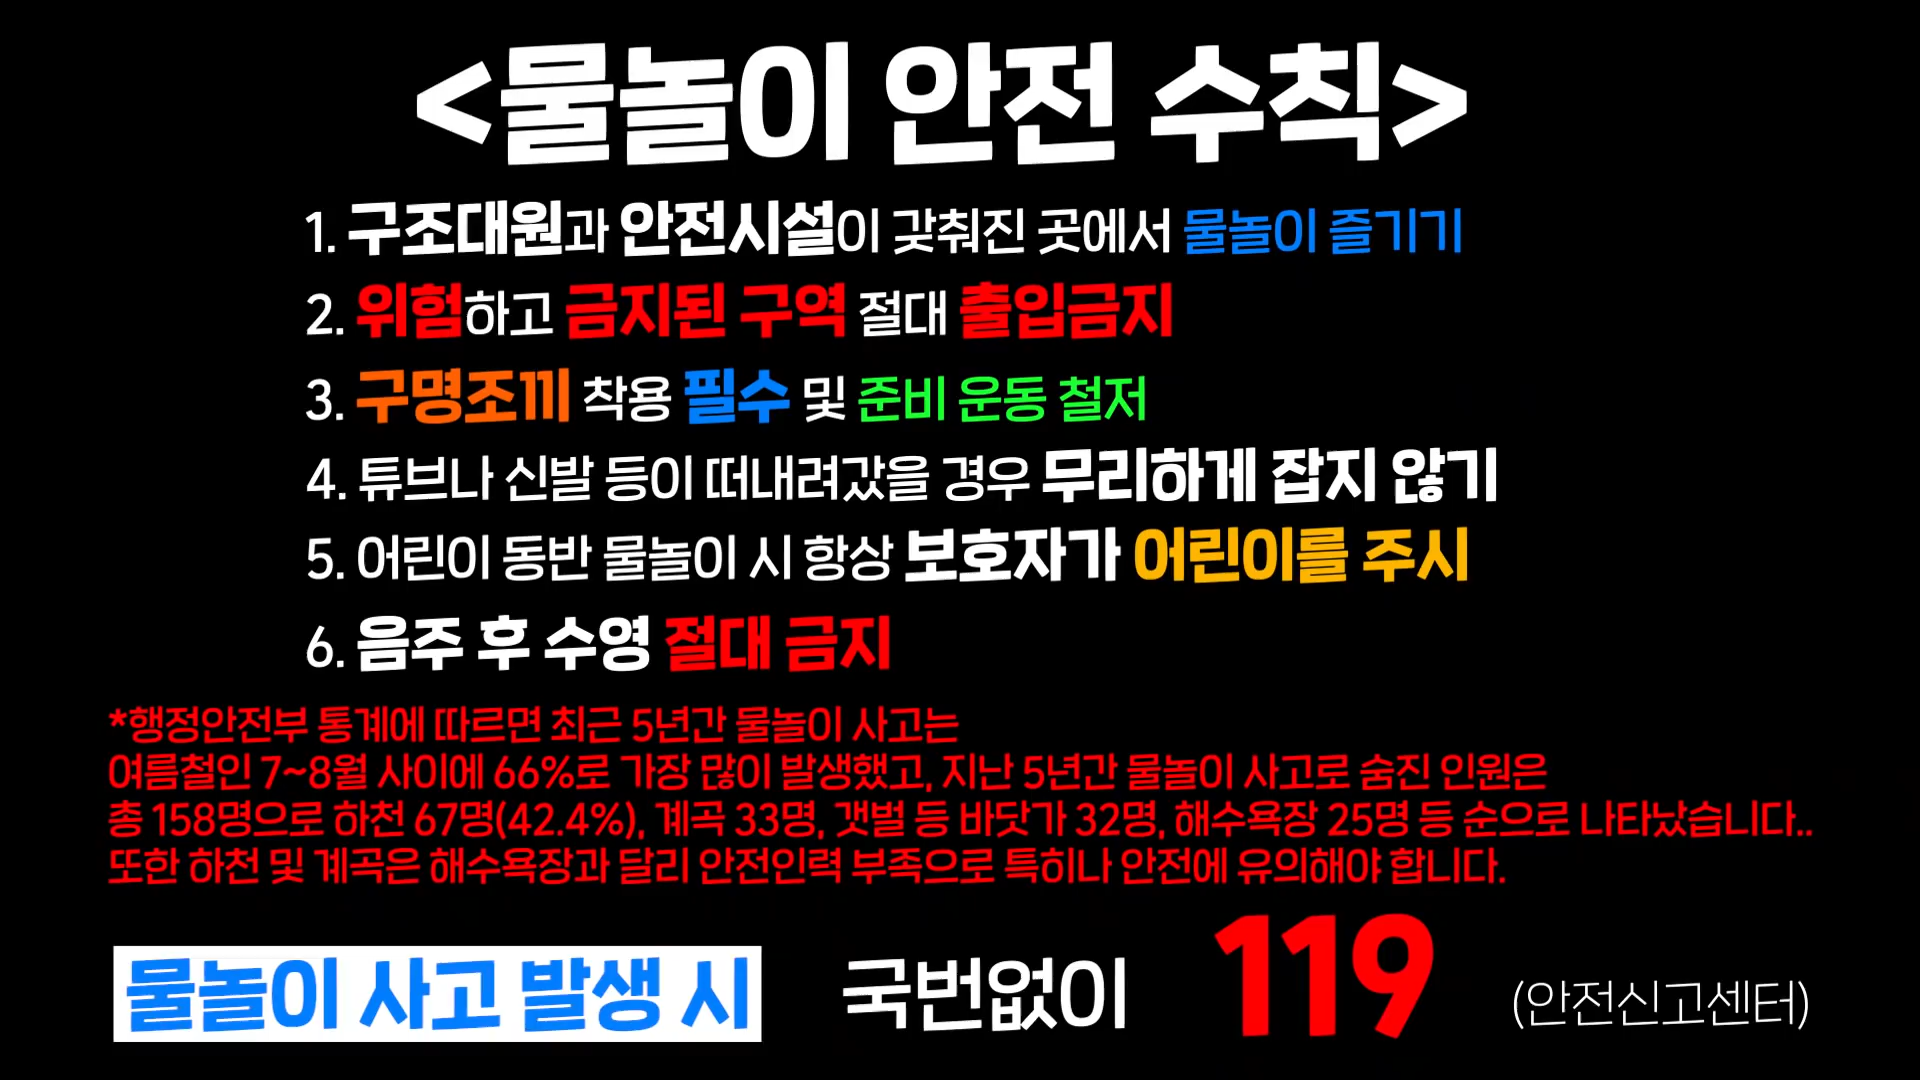 <물놀이 안전 수칙>
1. 구조대원과 안전시설이 갖춰진 곳에서 물놀이 즐기기
2. 위험하고 금지된 구역 절대 출입금지
3. 구명조끼 착용 필수 및 준비 운동 철저
4. 튜브나 신발 등이 떠내려갔을 경우 무리하게 잡지 않기
5. 어린이 동반 물놀이 시 항상 보호자가 어린이를 주시
6. 음주 후 수영 절대 금지
*행정안전부 통계에 따르면 최근 5년간 물놀이 사고는
여름철인 7~8월 사이에 66%로 가장 많이 발생했고, 지난 5년간 물놀이 사고로 숨진 인원은
총 158명으로 하천 67명(42.4%), 계곡 33명, 갯벌 등 바닷가 32명, 해수욕장 25명 등 순으로 나타났습니다..
또한 하천 및 계곡은 해수욕장과 달리 안전인력 부족으로 특히나 안전에 유의해야 합니다.
물놀이 사고 발생 시 국번없이 119 (안전신고센터)